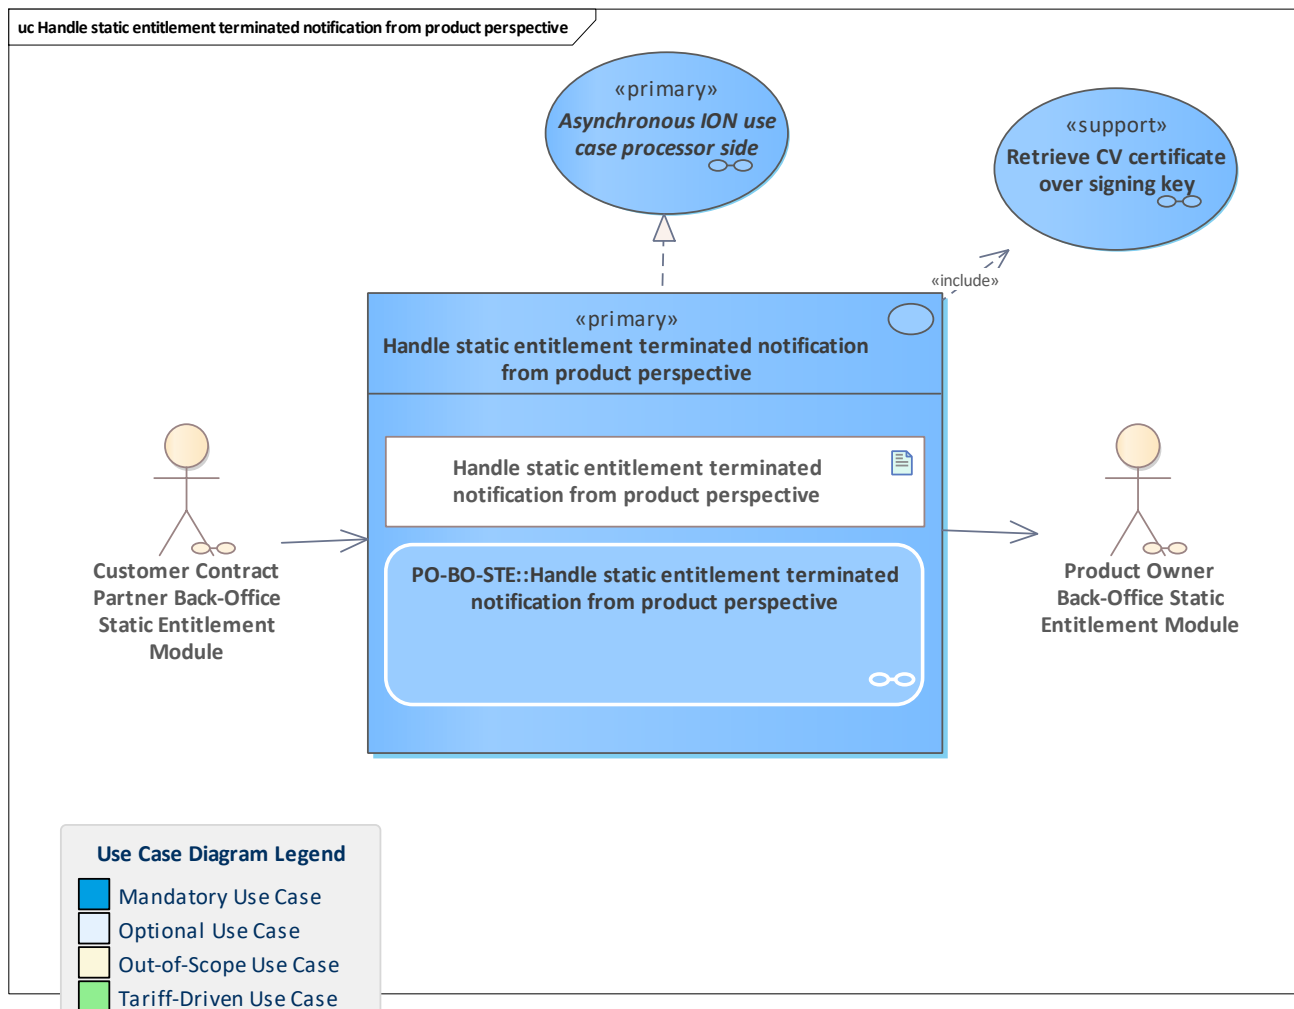 uc Handle static entitlement terminated notification from product perspective
«primary»
Asynchronous ION use
case processor side
«support»
Retrieve CV certificate
over signing key
«include»
«primary»
Handle static entitlement terminated notification
from product perspective
Handle static entitlement terminated
notification from product perspective
PO-BO-STE::Handle static entitlement terminated
notification from product perspective
Customer Contract
Partner Back-Office
Static Entitlement
Module
Product Owner
Back-Office Static
Entitlement Module
Use Case Diagram Legend
Mandatory Use Case
Optional Use Case
Out-of-Scope Use Case
Tariff-Driven Use Case